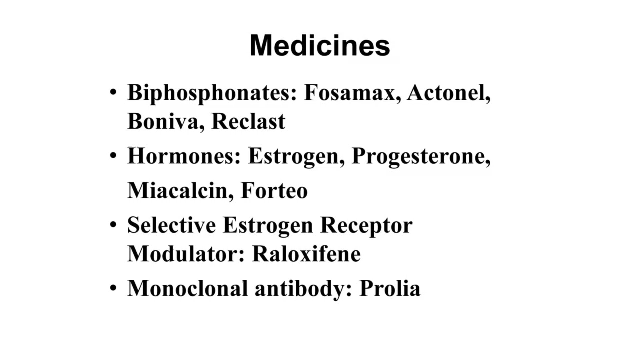 Medicines
• Biphosphonates: Fosamax, Actonel,
Boniva, Reclast
• Hormones: Estrogen, Progesterone,
Miacalcin, Forteo
• Selective Estrogen Receptor
Modulator: Raloxifene
• Monoclonal antibody: Prolia